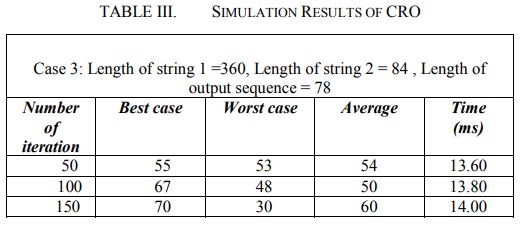 TABLE III. SIMULATION RESULTS OF CRO
Case 3: Length of string 1 =360, Length of string 2 = 84 , Length of
output sequence = 78
Number of iteration Best case Worst case Average Time (ms)
50 55 53 54 13.60
100 67 48 50 13.80
150 70 30 60 14.00